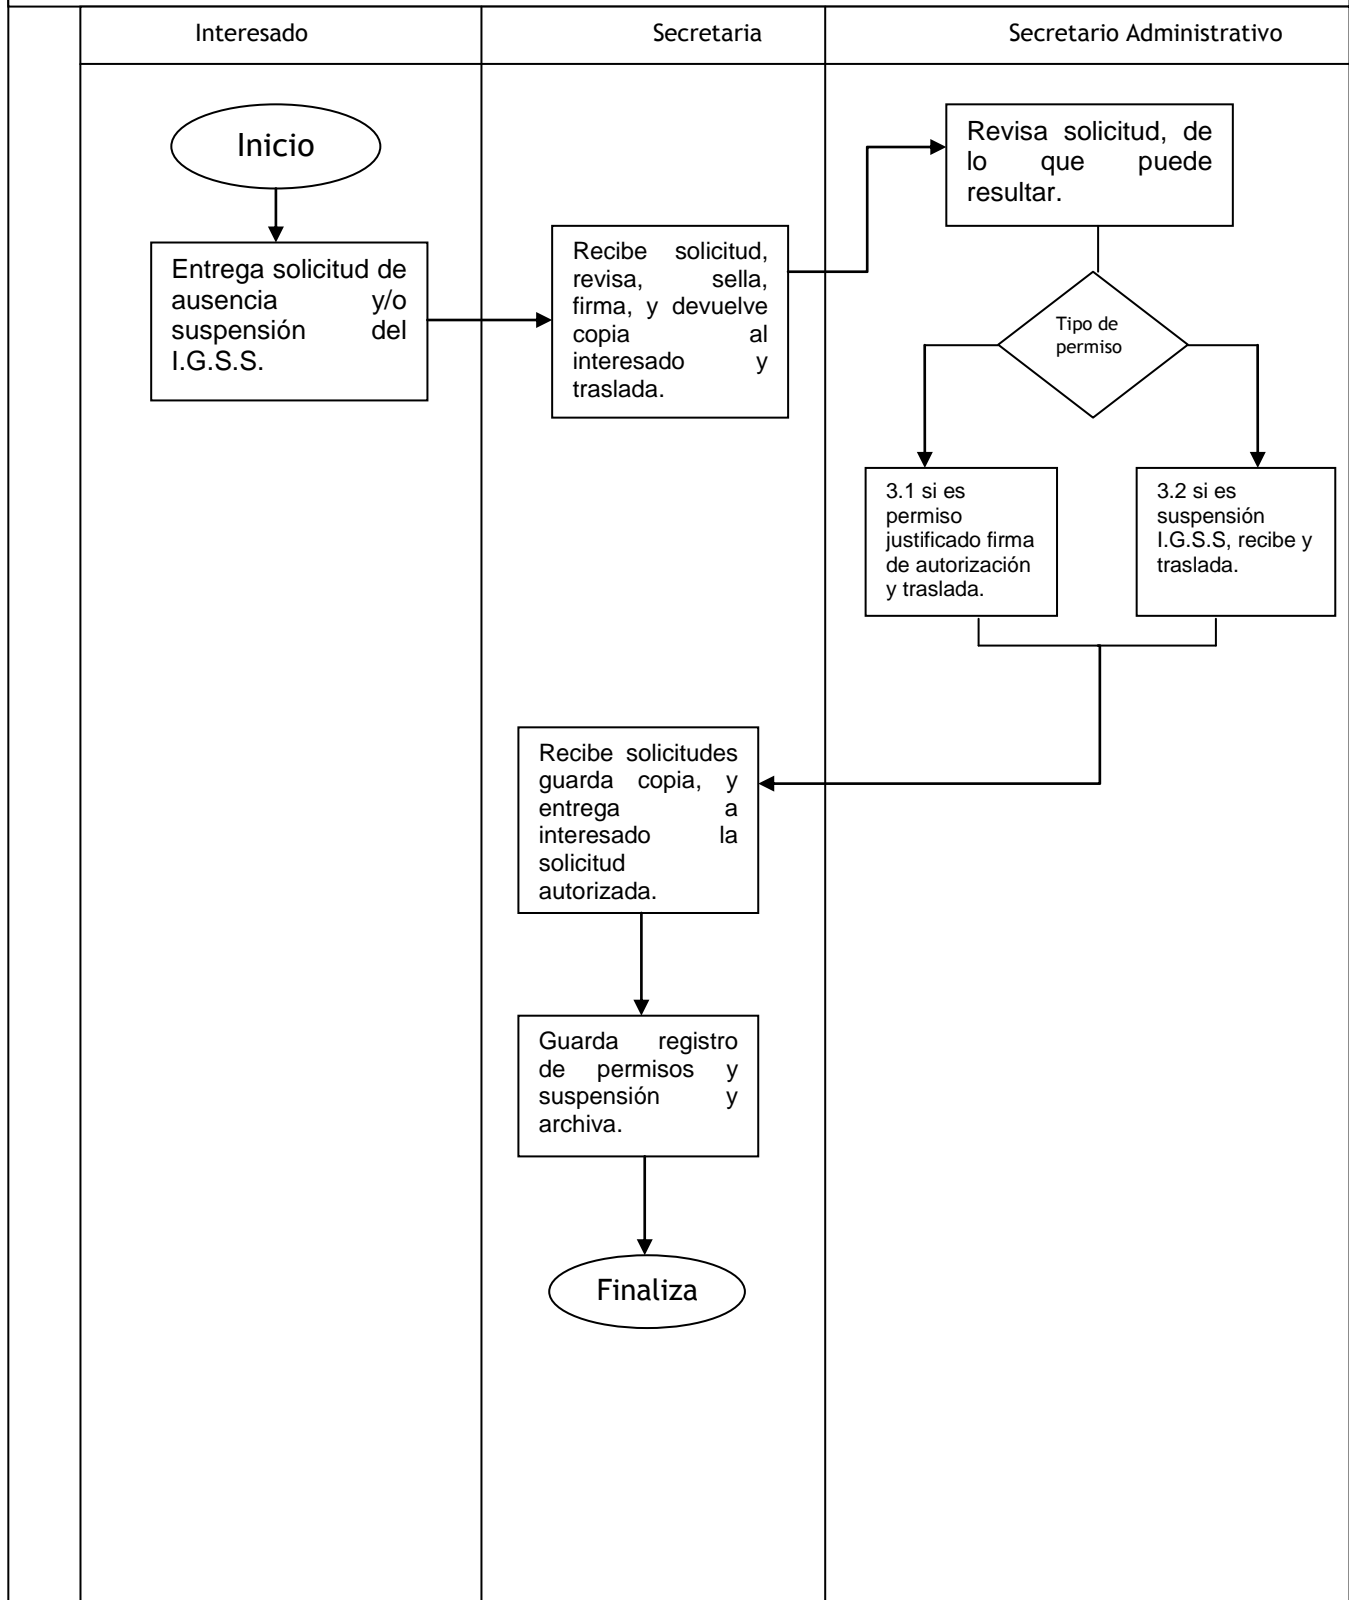 Interesado
Secretaria
Secretario Administrativo
Inicio
Entrega solicitud de
ausencia y/o
suspensión del
I.G.S.S.
Recibe solicitud,
revisa, sella,
firma, y devuelve
copia al
interesado y
traslada.
Revisa solicitud, de
lo que puede
resultar.
Tipo de
permiso
3.1 si es
permiso
justificado firma
de autorización
y traslada.
3.2 si es
suspensión
I.G.S.S, recibe y
traslada.
Recibe solicitudes
guarda copia, y
entrega a
interesado la
solicitud
autorizada.
Guarda registro
de permisos y
suspensión y
archiva.
Finaliza